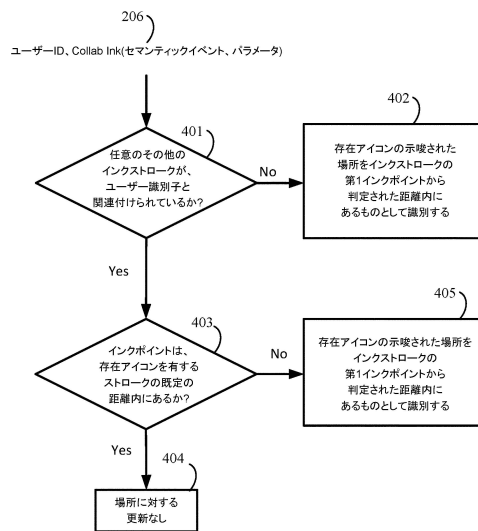 206
ユーザーID、Collab Ink(セマンティックイベント、パラメータ)
401
任意のその他の
インクストロークが、
ユーザー識別子と
関連付けられているか?
No
402
存在アイコンの示唆された
場所をインクストロークの
第1インクポイントから
判定された距離内に
あるものとして識別する
Yes
403
インクポイントは、
存在アイコンを有する
ストロークの既定の
距離内にあるか?
No
405
存在アイコンの示唆された場所を
インクストロークの
第1インクポイントから
判定された距離内に
あるものとして識別する
Yes
404
場所に対する
更新なし